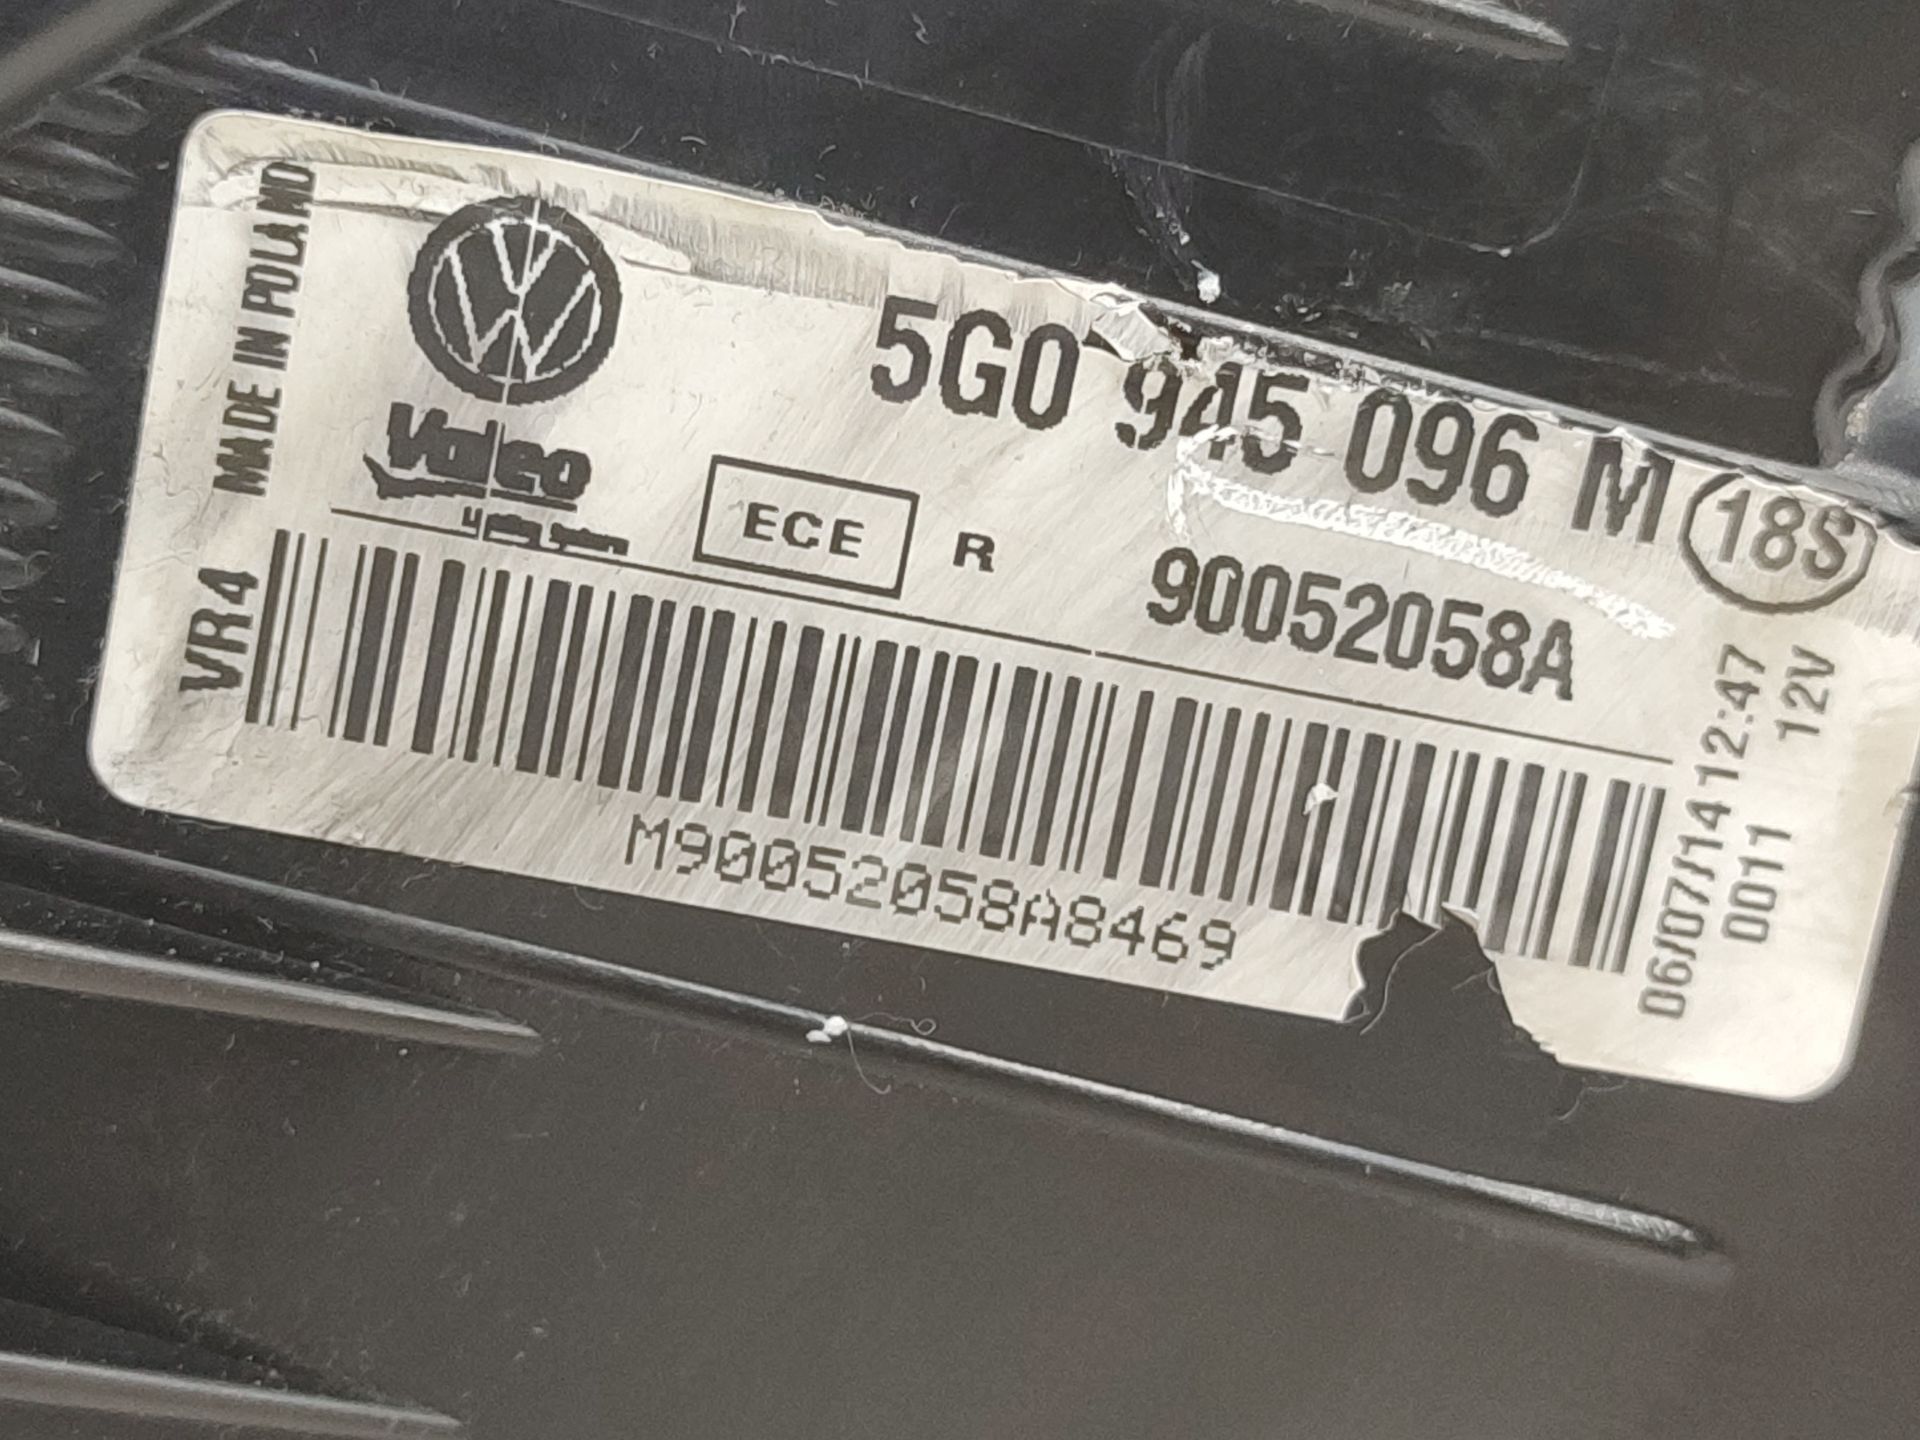 MADE IN POLAND
VW
Valeo
5G0 945 096 M 18S
ECE R
90052058A
VR4
M90052058A8469
06/07/14 12:47
0011 12V